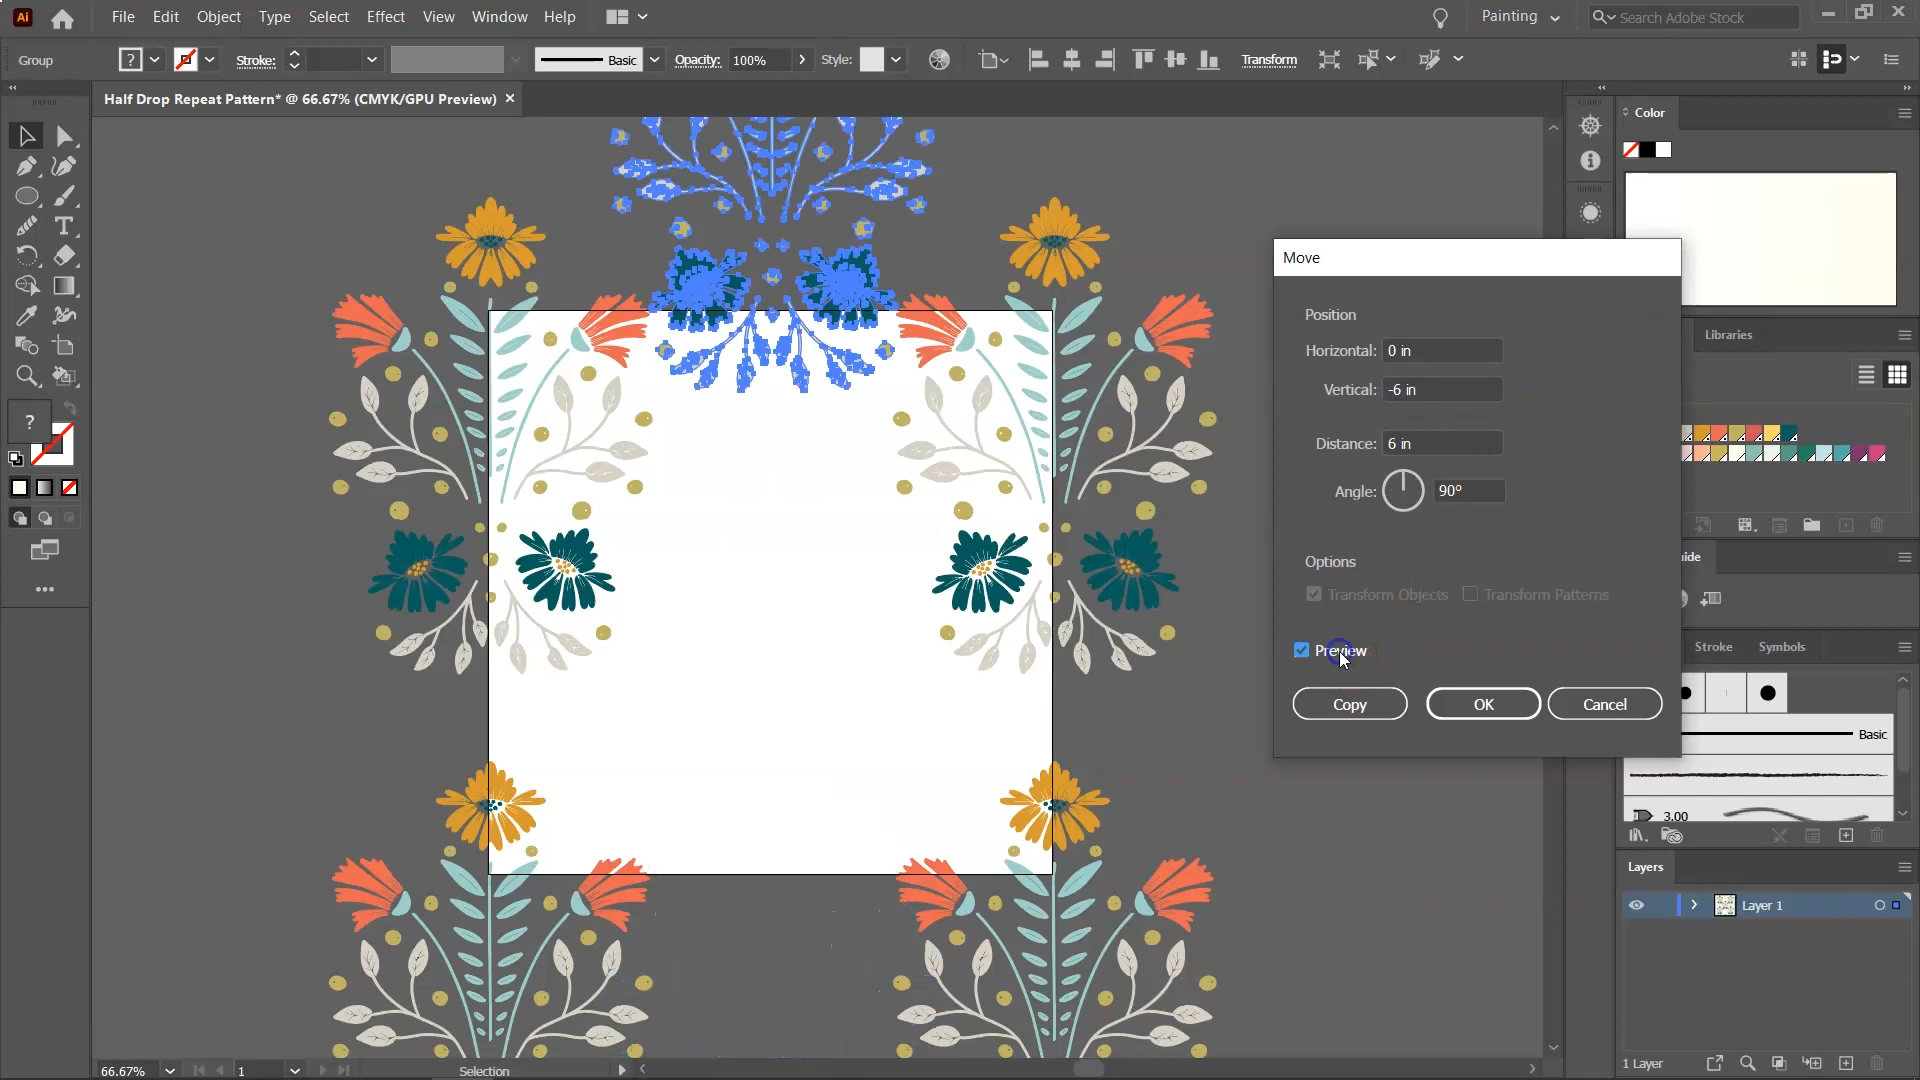 Ai File Edit Object Type Select Effect View Window Help Painting Search Adobe Stock
Group ? Stroke: Basic Opacity: 100% Style: Transform
Half Drop Repeat Pattern* @ 66.67% (CMYK/GPU Preview)
Color
Move
Position
Horizontal: 0 in
Vertical: -6 in
Distance: 6 in
Angle: 90°
Options
Transform Objects Transform Patterns
Preview
Copy OK Cancel
Libraries
?
uide
Stroke Symbols
Basic
3.00
Layers
Layer 1
1 Layer
66.67% 1 Selection